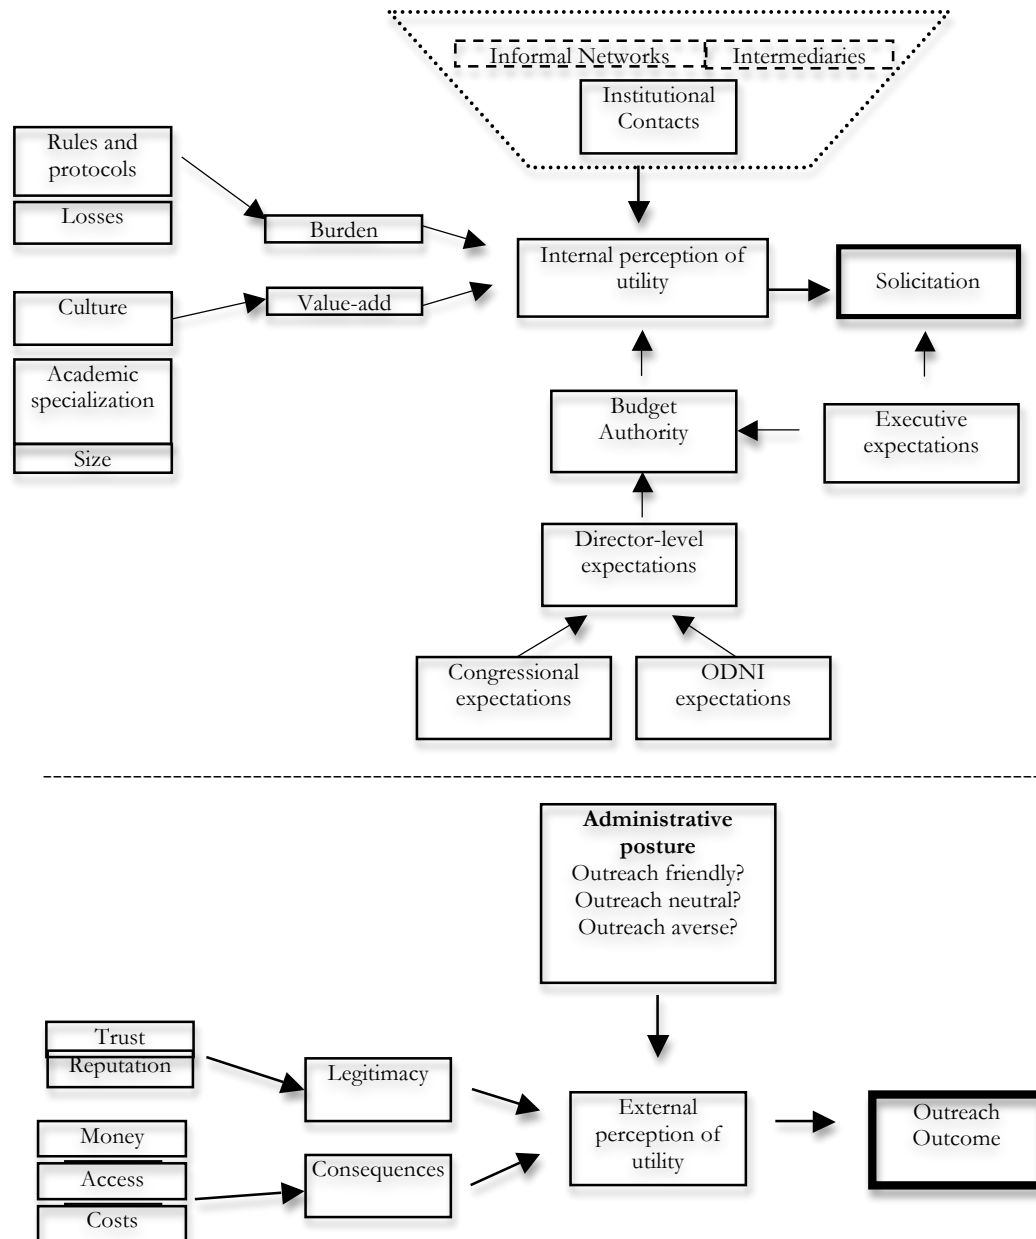 Informal Networks
Intermediaries
Institutional
Contacts
Rules and
protocols
Losses
Burden
Internal perception of
utility
Solicitation
Culture
Value-add
Academic
specialization
Size
Budget
Authority
Executive
expectations
Director-level
expectations
Congressional
expectations
ODNI
expectations
Administrative
posture
Outreach friendly?
Outreach neutral?
Outreach averse?
Trust
Reputation
Legitimacy
External
perception of
utility
Outreach
Outcome
Money
Access
Costs
Consequences